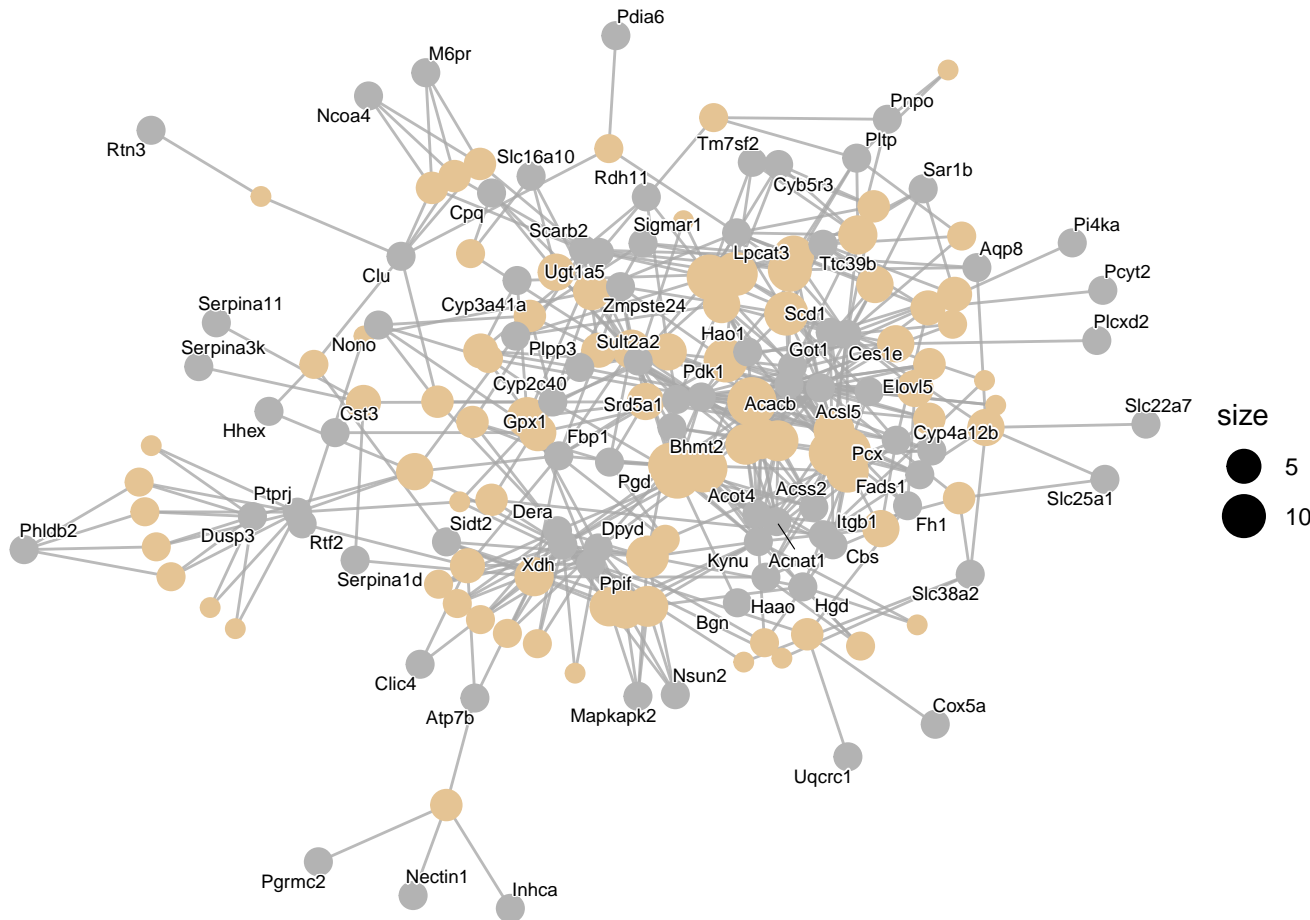 Pdia6
M6pr
Pnpo
Ncoa4
Tm7sf2
Pltp
Rtn3
Slc16a10
Rdh11
Cyb5r3
Sar1b
Cpq
Scarb2
Sigmar1
Pi4ka
Lpcat3
Aqp8
Ttc39b
Clu
Ugt1a5
Pcyt2
Serpina11
Cyp3a41a
Zmpste24
Scd1
Plcxd2
Hao1
Serpina3k
Nono
Plpp3
Sult2a2
Got1
Ces1e
Pdk1
Cyp2c40
Elovl5
Srd5a1
Acacb
Slc22a7
Cst3
Gpx1
Acsl5
Hhex
Cyp4a12b
Fbp1
Bhmt2
Pcx
Ptprj
Pgd
Acot4
Acss2
Fads1
Slc25a1
Phldb2
Dusp3
Rtf2
Sidt2
Dera
Dpyd
Itgb1
Fh1
Serpina1d
Xdh
Kynu
Acnat1
Cbs
Ppif
Haao
Hgd
Slc38a2
Bgn
Clic4
Nsun2
Atp7b
Mapkapk2
Cox5a
Uqcrc1
Pgrmc2
Nectin1
Inhca
size
5
10